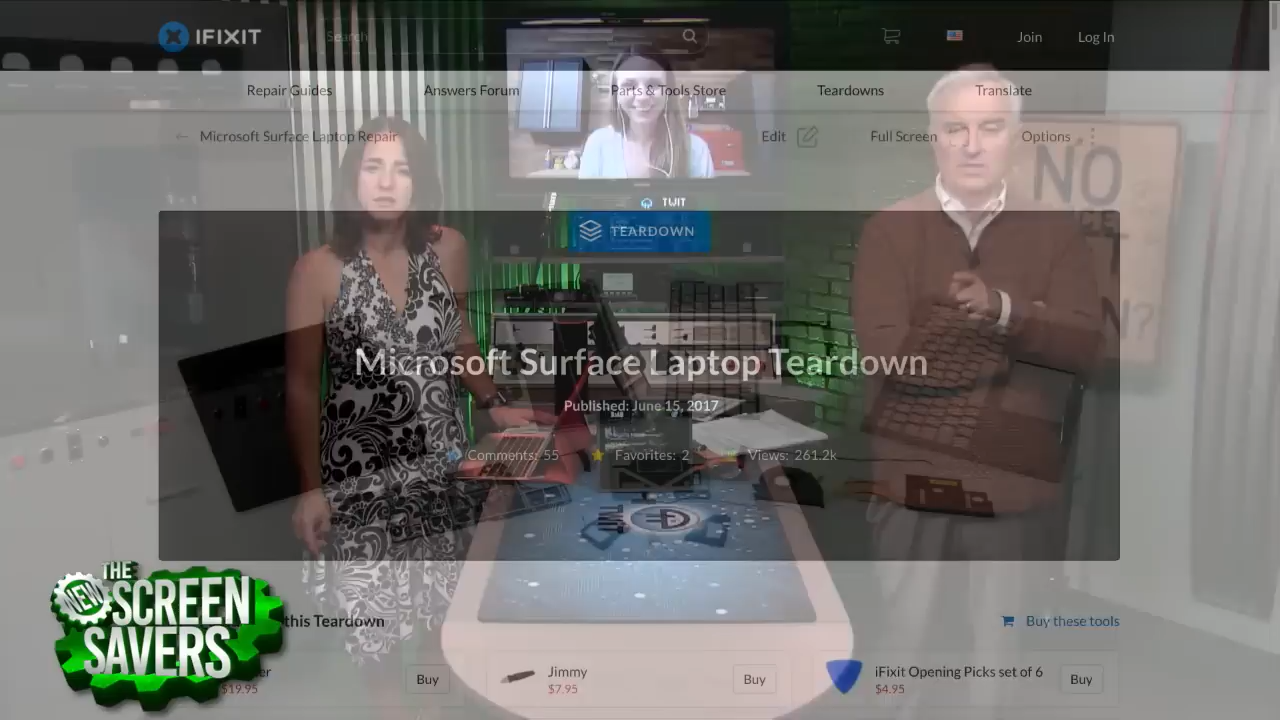 IFIXIT
Search
Join
Log In
Repair Guides
Answers Forum
Parts & Tools Store
Teardowns
Translate
← Microsoft Surface Laptop Repair
Edit
Full Screen
Options
NO
TWiT
TEARDOWN
N?
Microsoft Surface Laptop Teardown
Published: June 15, 2017
Comments: 55
Favorites: 2
Views: 261.2k
TWiT
THE
NEW
SCREEN
SAVERS
this Teardown
Buy these tools
$19.95
Buy
Jimmy
$7.95
Buy
iFixit Opening Picks set of 6
$4.95
Buy